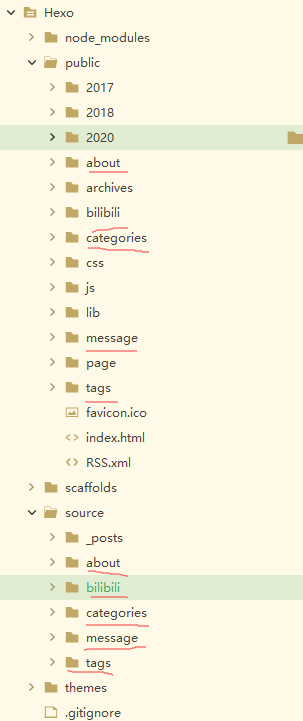 Hexo
node_modules
public
2017
2018
2020
about
archives
bilibili
categories
css
js
lib
message
page
tags
favicon.ico
index.html
RSS.xml
scaffolds
source
_posts
about
bilibili
categories
message
tags
themes
.gitignore